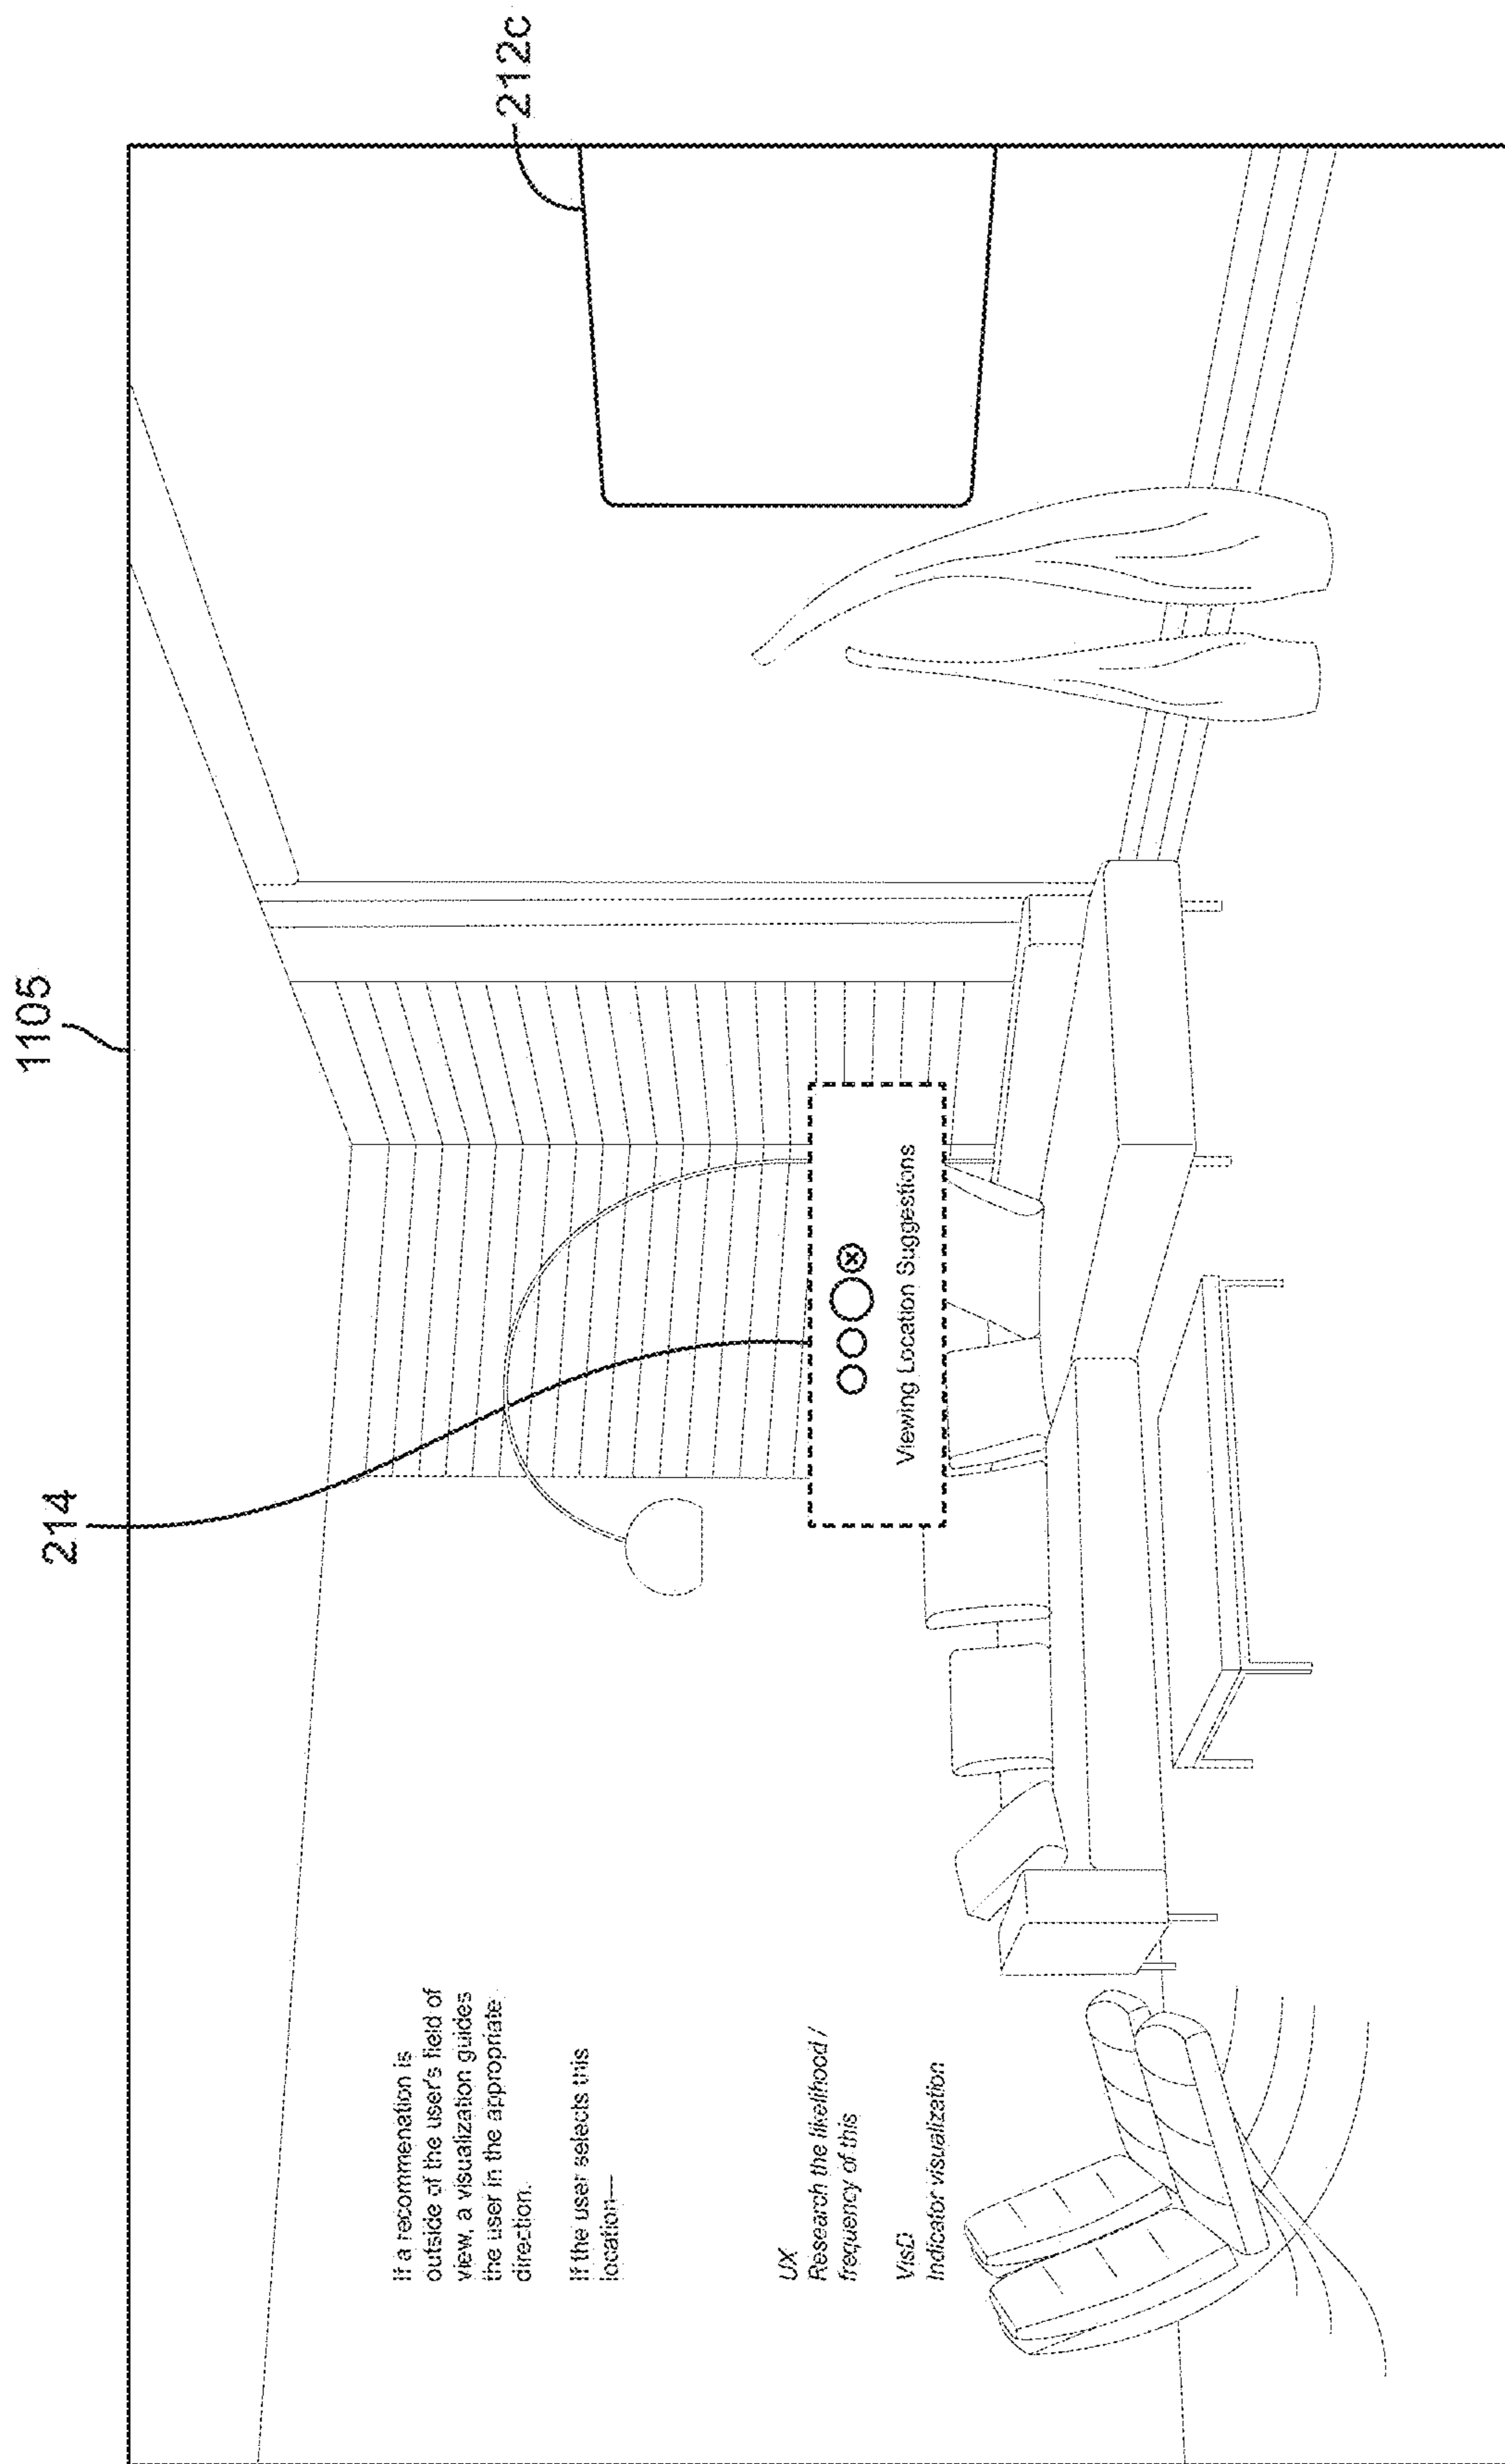 1105
214
212c
If a recommenation is
outside of the user's field of
view, a visualization guides
the user in the appropriate
direction.
If the user selects this
location—
UX
Research the likelihood /
frequency of this
VisD
Indicator visualization
Viewing Location Suggestions